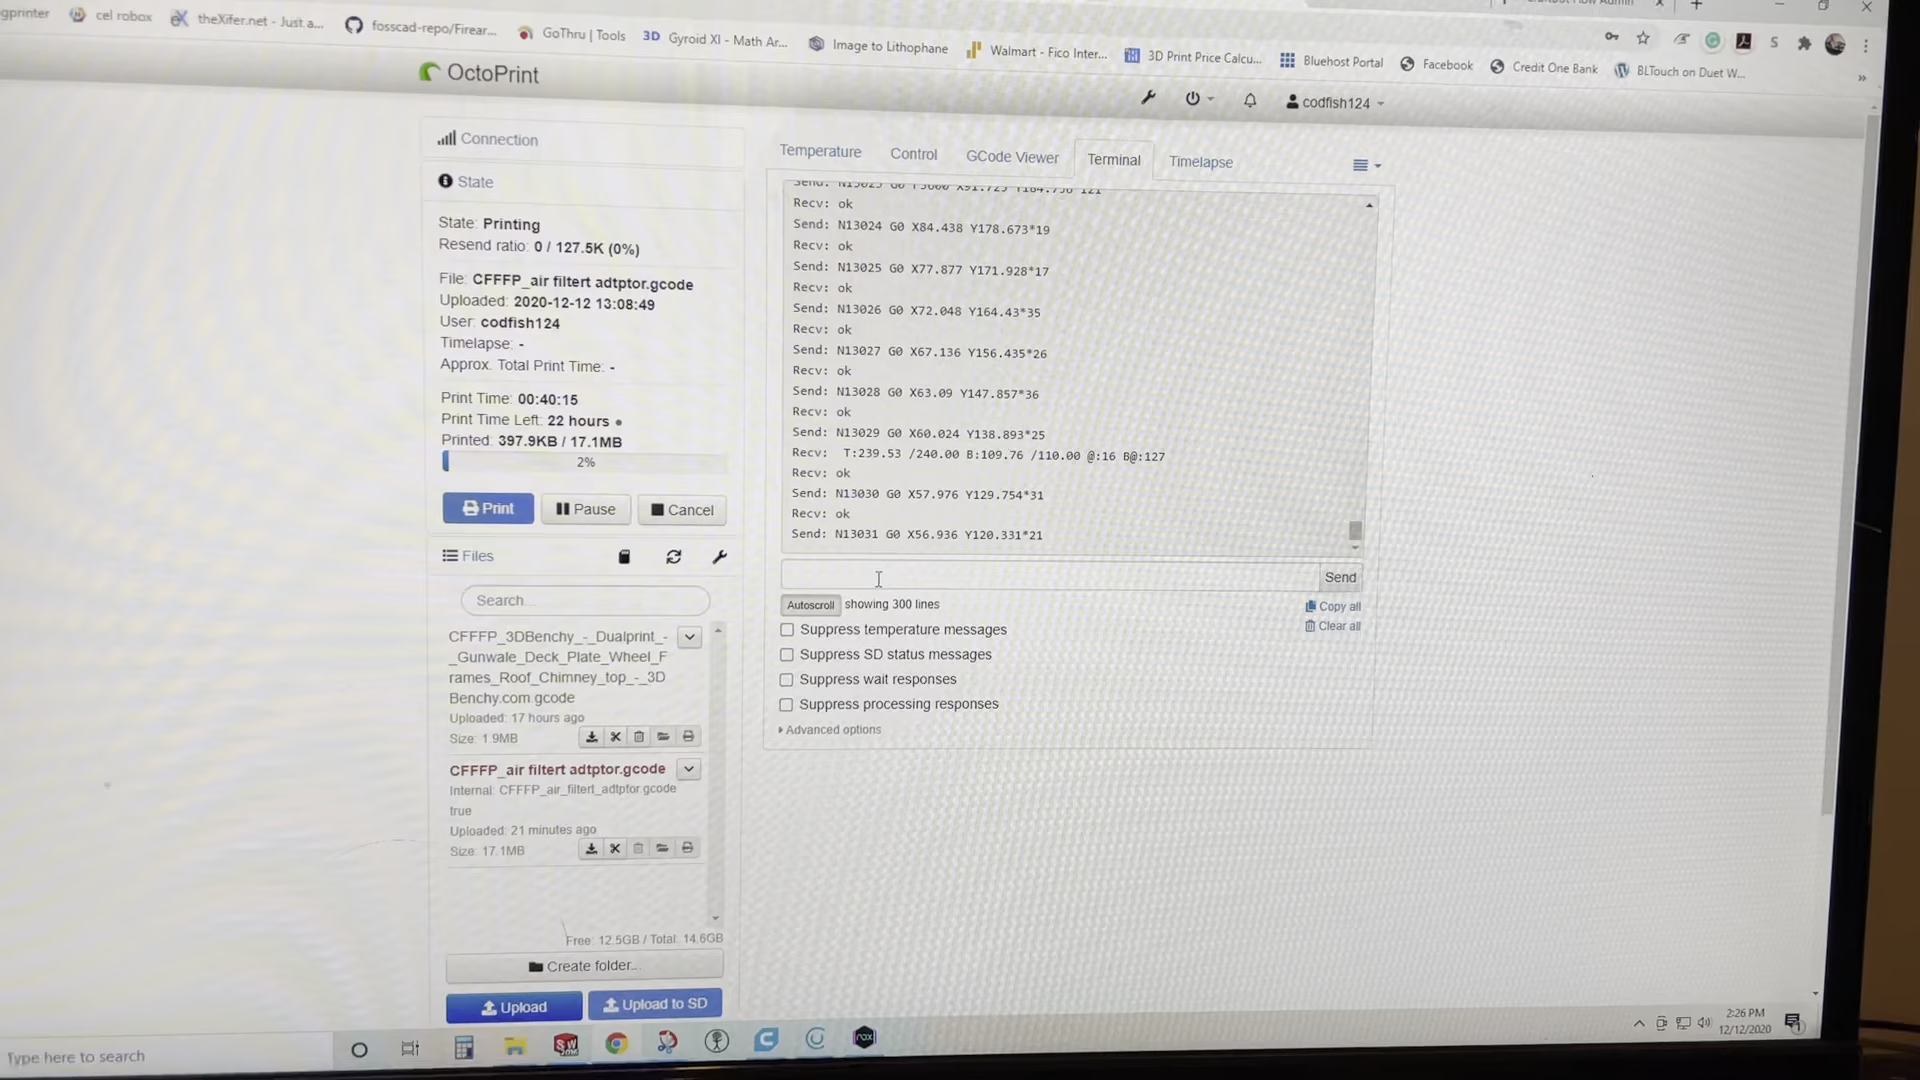 gprinter
cel robox
theXifer.net - Just a...
fosscad-repo/Firear...
GoThru | Tools
3D Gyroid XI - Math Ar...
Image to Lithophane
Walmart - Fico Inter...
3D Print Price Calcu...
Bluehost Portal
Facebook
Credit One Bank
BLTouch on Duet W...
OctoPrint
codfish124
Connection
State
State: Printing
Resend ratio: 0 / 127.5K (0%)
File: CFFFP_air filtert adtptor.gcode
Uploaded: 2020-12-12 13:08:49
User: codfish124
Timelapse: -
Approx. Total Print Time: -
Print Time: 00:40:15
Print Time Left: 22 hours
Printed: 397.9KB / 17.1MB
2%
Print
Pause
Cancel
Files
Search...
CFFFP_3DBenchy_-_Dualprint_-
_Gunwale_Deck_Plate_Wheel_F
rames_Roof_Chimney_top_-_3D
Benchy.com gcode
Uploaded: 17 hours ago
Size: 1.9MB
CFFFP_air filtert adtptor.gcode
Internal: CFFFP_air_filtert_adtptor.gcode
true
Uploaded: 21 minutes ago
Size: 17.1MB
Free: 12.5GB / Total: 14.6GB
Create folder...
Upload
Upload to SD
Temperature
Control
GCode Viewer
Terminal
Timelapse
Recv: ok
Send: N13024 G0 X84.438 Y178.673*19
Recv: ok
Send: N13025 G0 X77.877 Y171.928*17
Recv: ok
Send: N13026 G0 X72.048 Y164.43*35
Recv: ok
Send: N13027 G0 X67.136 Y156.435*26
Recv: ok
Send: N13028 G0 X63.09 Y147.857*36
Recv: ok
Send: N13029 G0 X60.024 Y138.893*25
Recv:  T:239.53 /240.00 B:109.76 /110.00 @:16 B@:127
Recv: ok
Send: N13030 G0 X57.976 Y129.754*31
Recv: ok
Send: N13031 G0 X56.936 Y120.331*21
Send
Autoscroll showing 300 lines
Copy all
Clear all
Suppress temperature messages
Suppress SD status messages
Suppress wait responses
Suppress processing responses
Advanced options
Type here to search
2:26 PM
12/12/2020